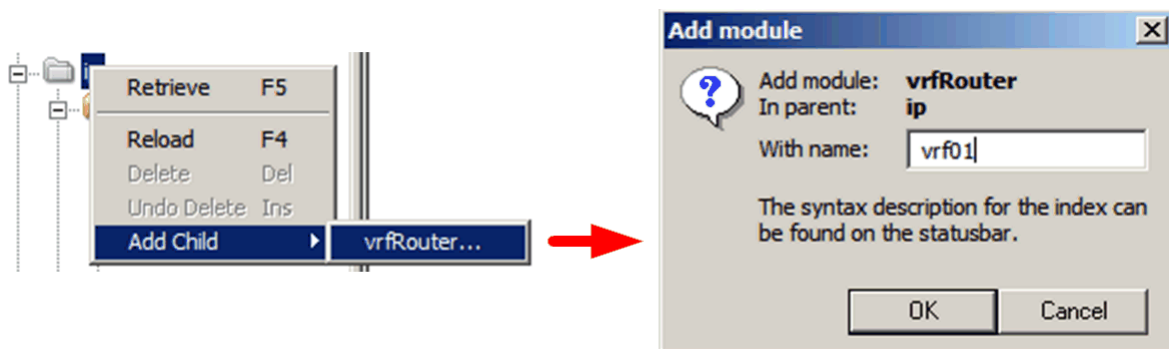 Retrieve F5
Reload F4
Delete Del
Undo Delete Ins
Add Child
vrfRouter...
Add module
?
Add module: vrfRouter
In parent: ip
With name: vrf01
The syntax description for the index can
be found on the statusbar.
OK Cancel